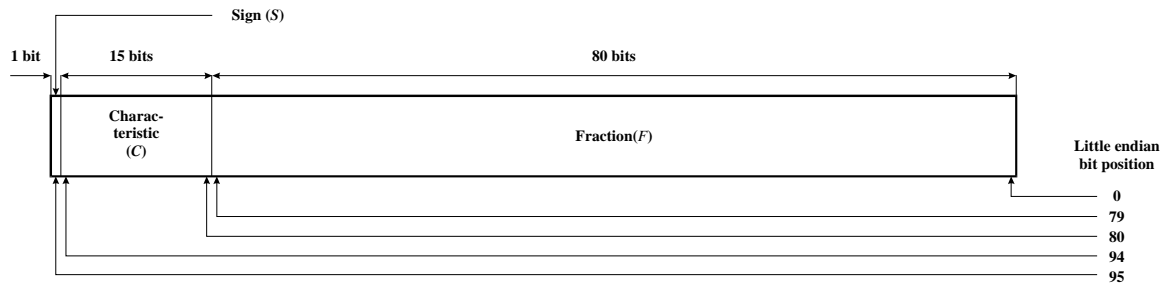 Sign (S)
1 bit 15 bits 80 bits
Charac-
teristic
(C)
Fraction(F)
Little endian
bit position
0
79
80
94
95